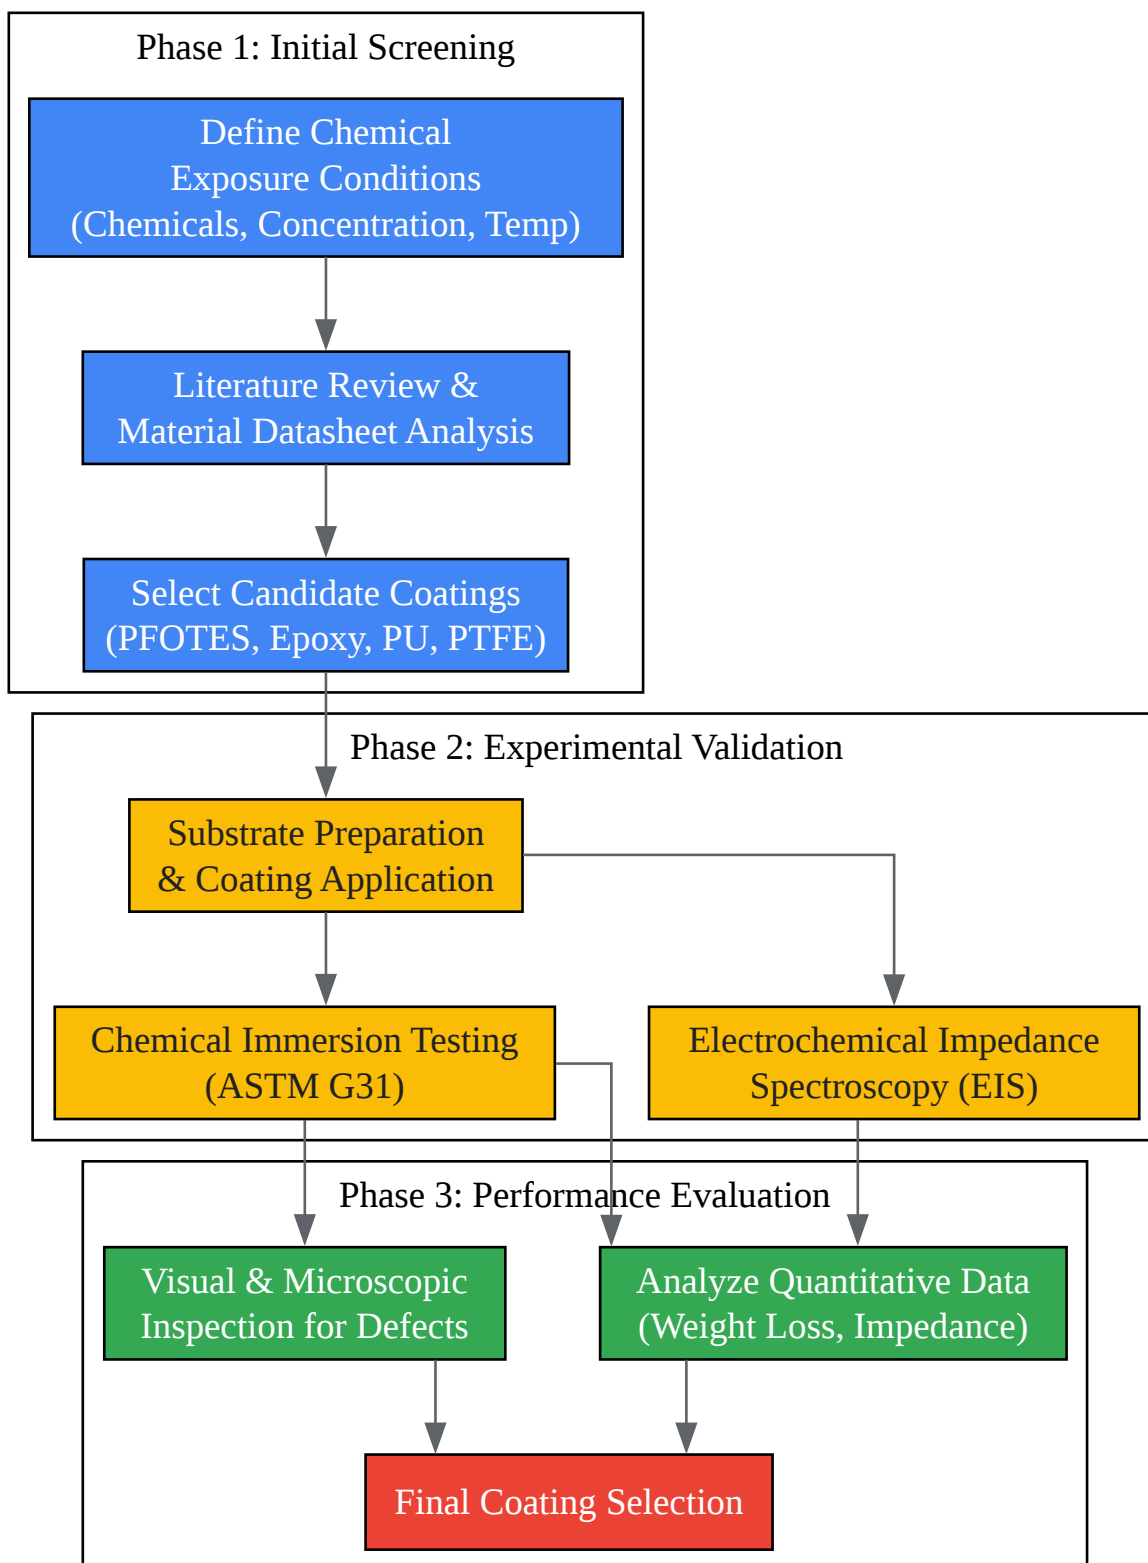 Phase 1: Initial Screening
Define Chemical
Exposure Conditions
(Chemicals, Concentration, Temp)
Literature Review &
Material Datasheet Analysis
Select Candidate Coatings
(PFOTES, Epoxy, PU, PTFE)
Phase 2: Experimental Validation
Substrate Preparation
& Coating Application
Chemical Immersion Testing
(ASTM G31)
Electrochemical Impedance
Spectroscopy (EIS)
Phase 3: Performance Evaluation
Visual & Microscopic
Inspection for Defects
Analyze Quantitative Data
(Weight Loss, Impedance)
Final Coating Selection